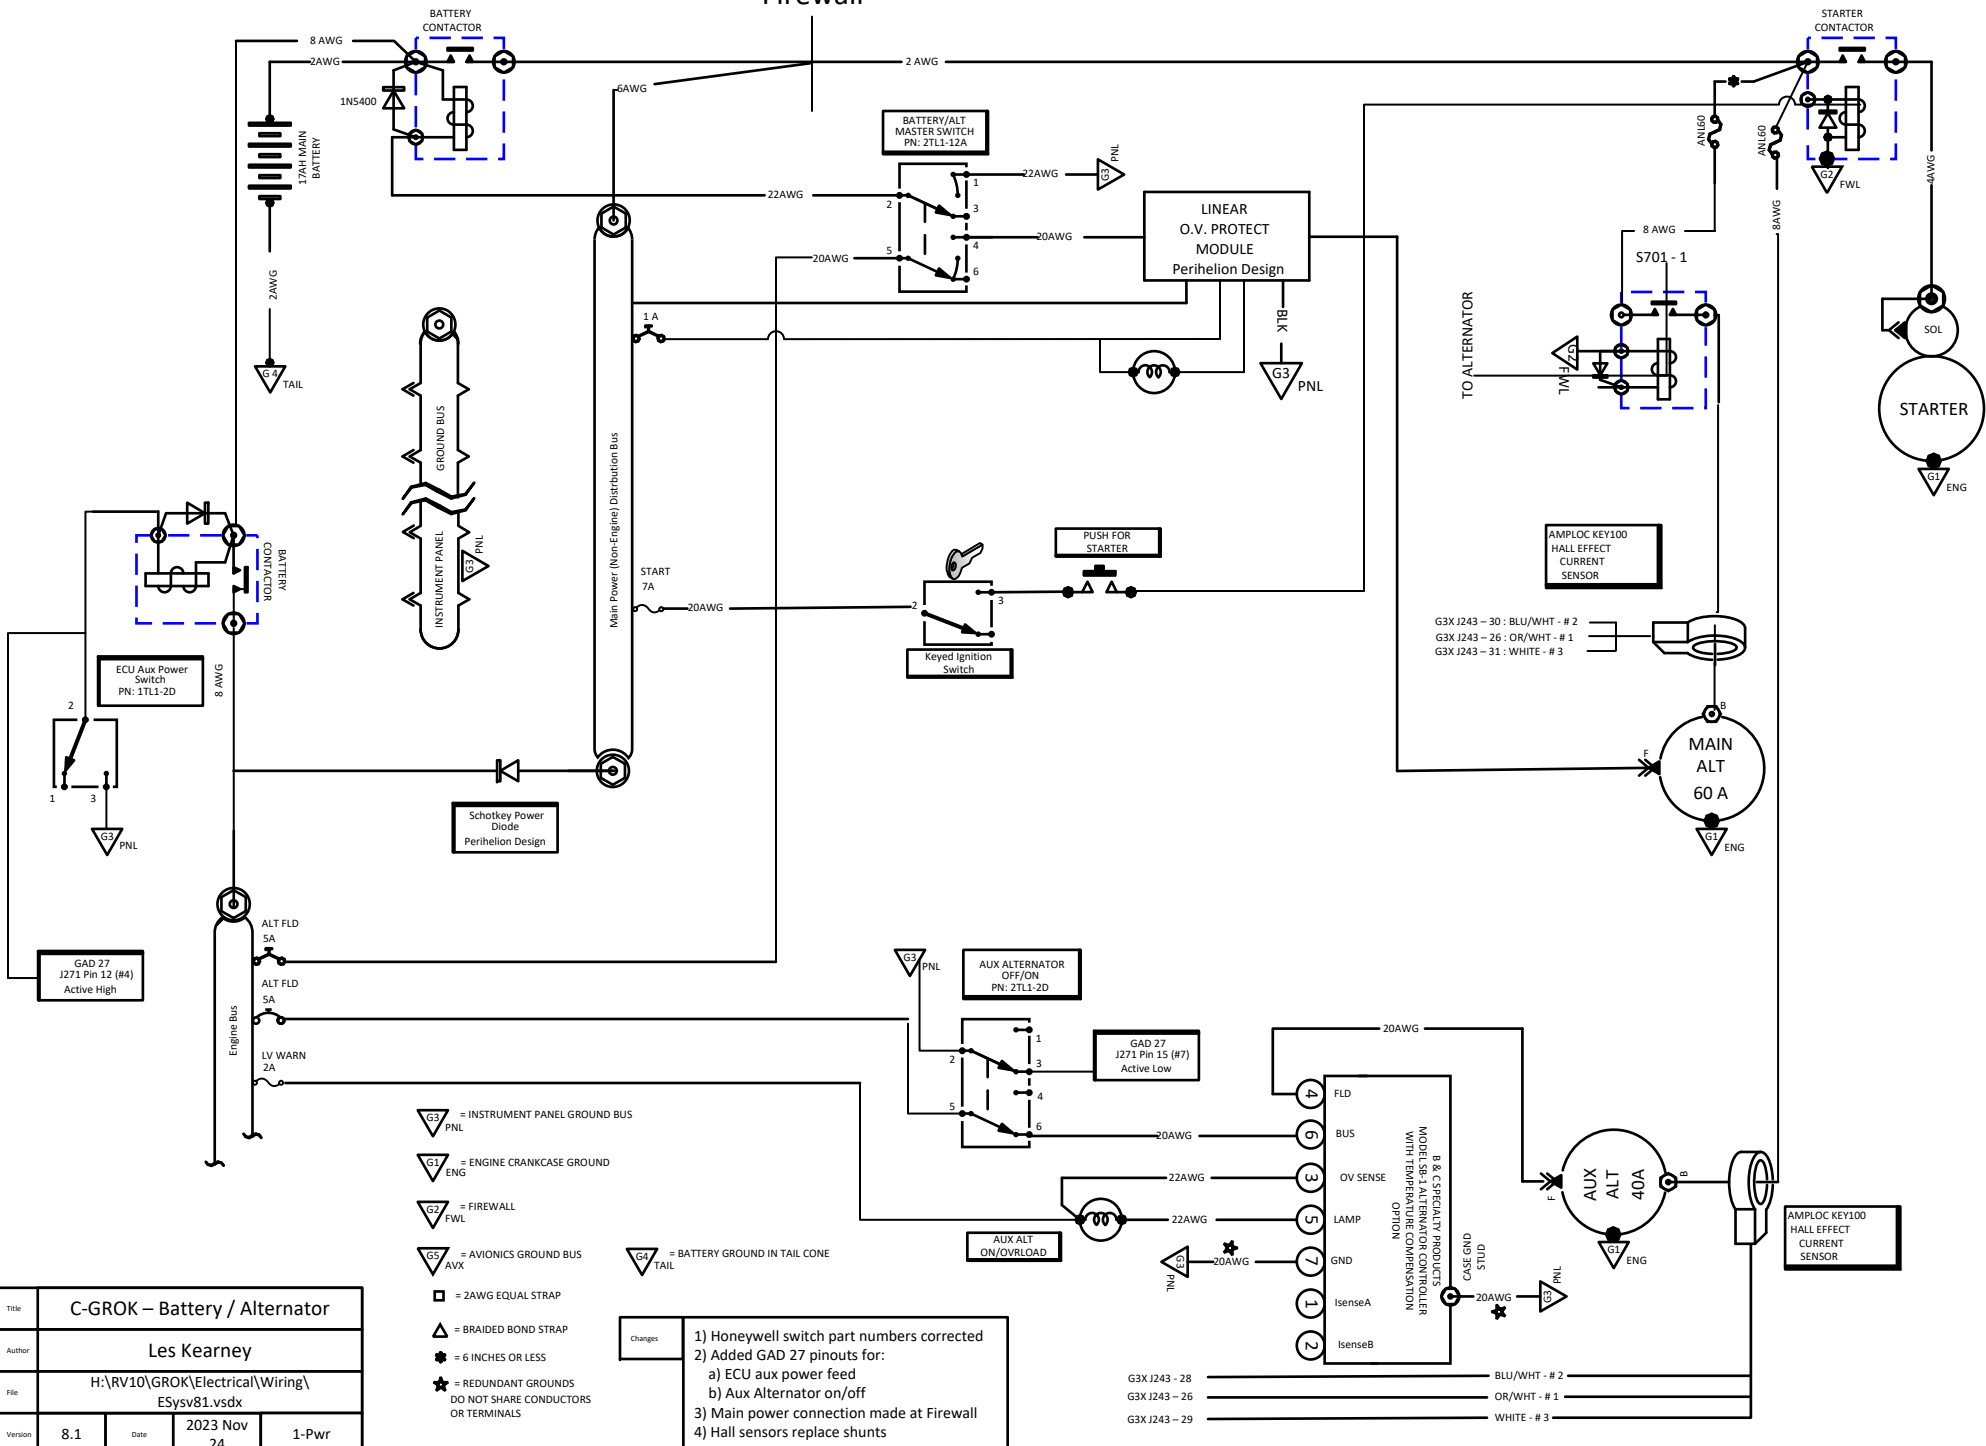 Firewall
BATTERY
CONTACTOR
8 AWG
2AWG
1N5400
17AH MAIN
BATTERY
2AWG
G 4
TAIL
6AWG
2 AWG
BATTERY/ALT
MASTER SWITCH
PN: 2TL1-12A
22AWG
2
1
3
4
5
6
22AWG
G3
PNL
20AWG
20AWG
LINEAR
O.V. PROTECT
MODULE
Perihelion Design
BLK
G3
PNL
1 A
STARTER
CONTACTOR
ANL60
ANL60
G2
FWL
4AWG
8AWG
8 AWG
S701 - 1
TO ALTERNATOR
G2
FWL
SOL
STARTER
G1
ENG
GROUND BUS
INSTRUMENT PANEL
G3
PNL
Main Power (Non-Engine) Distrbution Bus
START
7A
20AWG
2
3
Keyed Ignition
Switch
PUSH FOR
STARTER
AMPLOC KEY100
HALL EFFECT
CURRENT
SENSOR
G3X J243 – 30 : BLU/WHT - # 2
G3X J243 – 26 : OR/WHT - # 1
G3X J243 – 31 : WHITE - # 3
B
F
MAIN
ALT
60 A
G1
ENG
BATTERY
CONTACTOR
8 AWG
ECU Aux Power
Switch
PN: 1TL1-2D
2
1
3
G3
PNL
Schotkey Power
Diode
Perihelion Design
GAD 27
J271 Pin 12 (#4)
Active High
Engine Bus
ALT FLD
5A
ALT FLD
5A
LV WARN
2A
G3
PNL
AUX ALTERNATOR
OFF/ON
PN: 2TL1-2D
2
1
3
4
5
6
GAD 27
J271 Pin 15 (#7)
Active Low
20AWG
20AWG
22AWG
22AWG
20AWG
G3
PNL
AUX ALT
ON/OVRLOAD
4 FLD
6 BUS
3 OV SENSE
5 LAMP
7 GND
1 IsenseA
2 IsenseB
B & C SPECIALTY PRODUCTS
MODEL SB-1 ALTERNATOR CONTROLLER
WITH TEMPERATURE COMPENSATION
OPTION
CASE GND
STUD
20AWG
G3
PNL
F
AUX
ALT
40A
B
G1
ENG
AMPLOC KEY100
HALL EFFECT
CURRENT
SENSOR
G3X J243 - 28
BLU/WHT - # 2
G3X J243 – 26
OR/WHT - # 1
G3X J243 – 29
WHITE - # 3
G3
PNL
= INSTRUMENT PANEL GROUND BUS
G1
ENG
= ENGINE CRANKCASE GROUND
G2
FWL
= FIREWALL
G5
AVX
= AVIONICS GROUND BUS
G4
TAIL
= BATTERY GROUND IN TAIL CONE
= 2AWG EQUAL STRAP
= BRAIDED BOND STRAP
= 6 INCHES OR LESS
= REDUNDANT GROUNDS
DO NOT SHARE CONDUCTORS
OR TERMINALS
Title
C-GROK – Battery / Alternator
Author
Les Kearney
File
H:\RV10\GROK\Electrical\Wiring\
ESysv81.vsdx
Version
8.1
Date
2023 Nov
24
1-Pwr
Changes
1) Honeywell switch part numbers corrected
2) Added GAD 27 pinouts for:
a) ECU aux power feed
b) Aux Alternator on/off
3) Main power connection made at Firewall
4) Hall sensors replace shunts